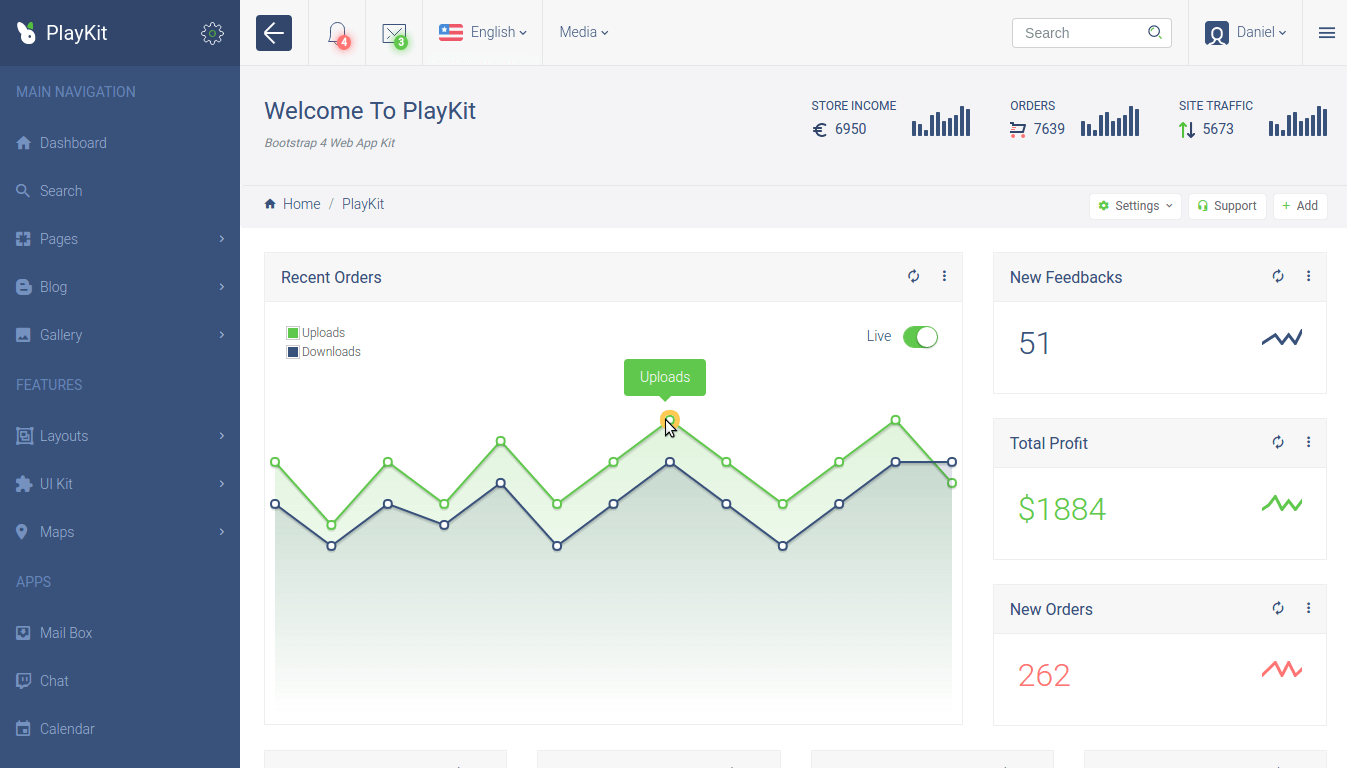 PlayKit
4
3
English
Media
Search
Daniel
MAIN NAVIGATION
Dashboard
Search
Pages
Blog
Gallery
FEATURES
Layouts
UI Kit
Maps
APPS
Mail Box
Chat
Calendar
Welcome To PlayKit
Bootstrap 4 Web App Kit
STORE INCOME
€ 6950
ORDERS
7639
SITE TRAFFIC
5673
Home / PlayKit
Settings
Support
+ Add
Recent Orders
Uploads
Downloads
Live
Uploads
New Feedbacks
51
Total Profit
$1884
New Orders
262